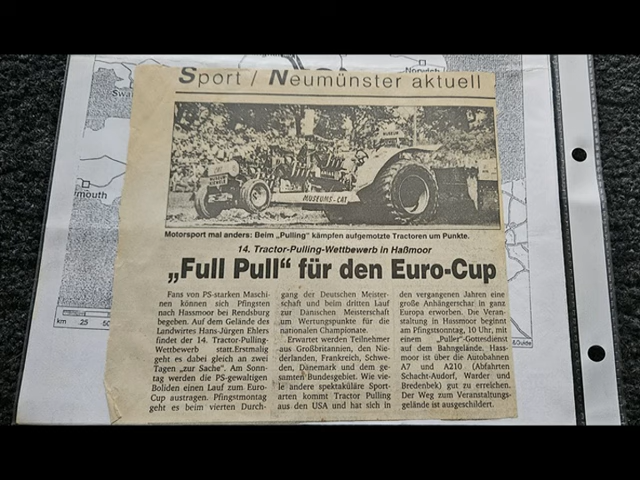 Norwich
Swa
mouth
km 25 50
&Guide
Sport / Neumünster aktuell
MUSEUMS-CAT
Motorsport mal anders: Beim „Pulling" kämpfen aufgemotzte Tractoren um Punkte.
14. Tractor-Pulling-Wettbewerb in Haßmoor
„Full Pull" für den Euro-Cup
Fans von PS-starken Maschi-
nen können sich Pfingsten
nach Hassmoor bei Rendsburg
begeben. Auf dem Gelände des
Landwirtes Hans-Jürgen Ehlers
findet der 14. Tractor-Pulling-
Wettbewerb statt. Erstmalig
geht es dabei gleich an zwei
Tagen „zur Sache". Am Sonn-
tag werden die PS-gewaltigen
Boliden einen Lauf zum Euro-
Cup austragen. Pfingstmontag
geht es beim vierten Durch-
gang der Deutschen Meister-
schaft und beim dritten Lauf
zur Dänischen Meisterschaft
um Wertungspunkte für die
nationalen Championate.
Erwartet werden Teilnehmer
aus Großbritannien, den Nie-
derlanden, Frankreich, Schwe-
den, Dänemark und dem ge-
samten Bundesgebiet. Wie vie-
le andere spektakuläre Sport-
arten kommt Tractor Pulling
aus den USA und hat sich in
den vergangenen Jahren eine
große Anhängerschar in ganz
Europa erworben. Die Veran-
staltung in Hassmoor beginnt
am Pfingstsonntag, 10 Uhr, mit
einem „Puller"-Gottesdienst
auf dem Bahngelände. Hass-
moor ist über die Autobahnen
A7 und A210 (Abfahrten
Schacht-Audorf, Warder und
Bredenbek) gut zu erreichen.
Der Weg zum Veranstaltungs-
gelände ist ausgeschildert.